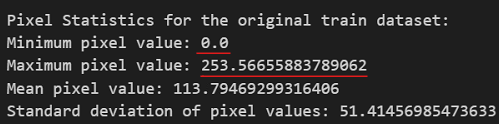 Pixel Statistics for the original train dataset:
Minimum pixel value: 0.0
Maximum pixel value: 253.56655883789062
Mean pixel value: 113.79469299316406
Standard deviation of pixel values: 51.41456985473633